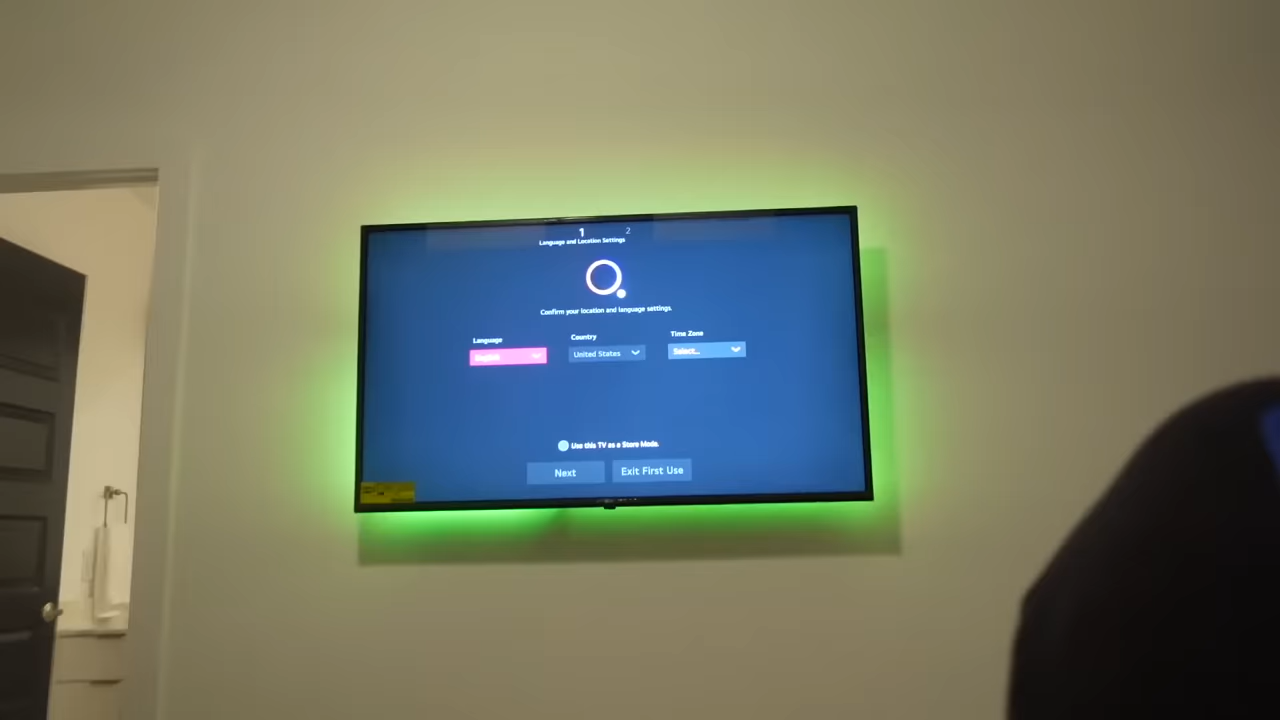 1 2
Language and Location Settings
Confirm your location and language settings.
Language Country Time Zone
English United States Select...
Use this TV as a Store Mode.
Next Exit First Use